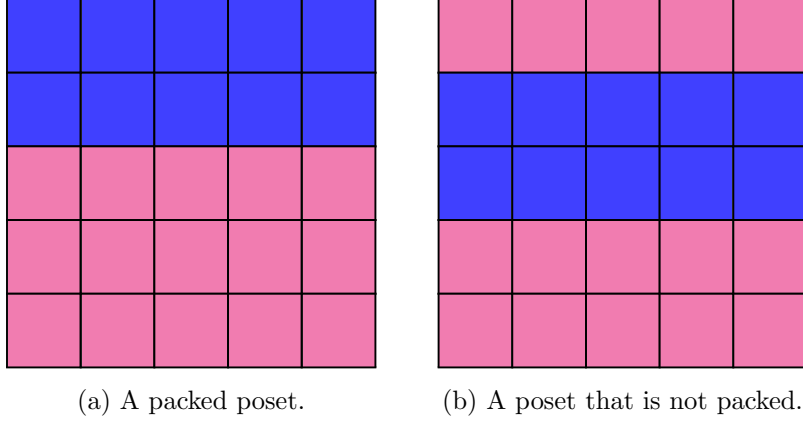 (a) A packed poset.
(b) A poset that is not packed.